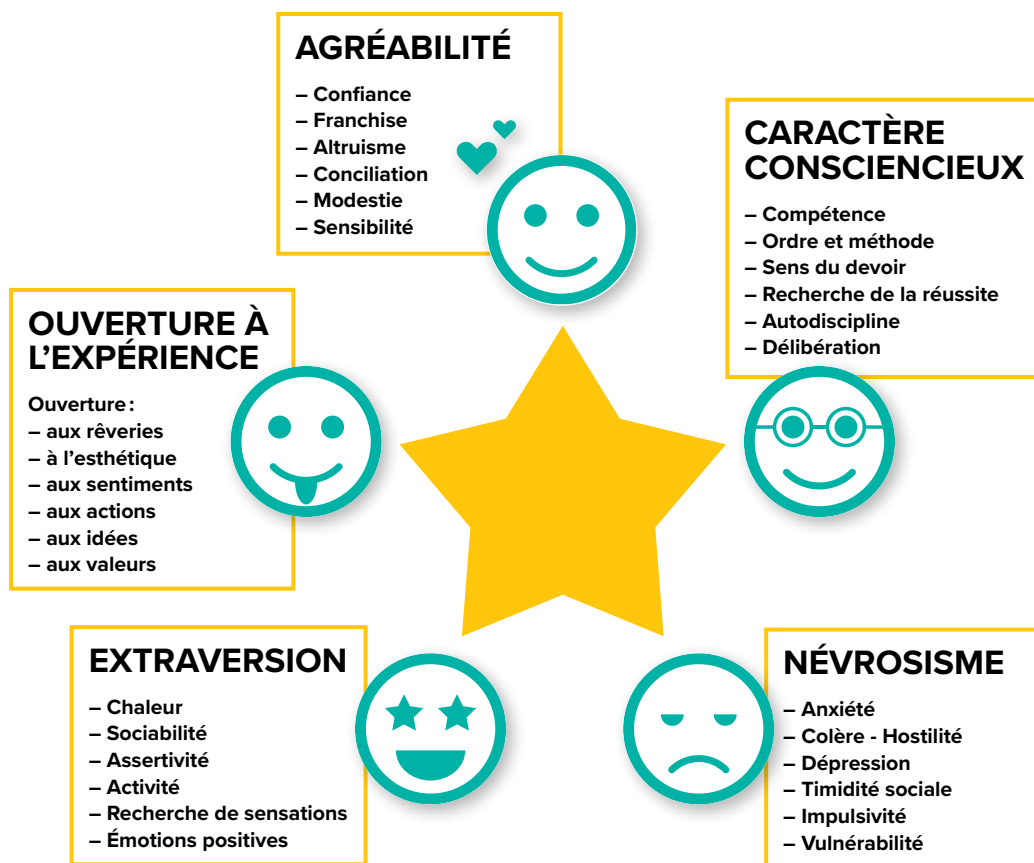 AGRÉABILITÉ
– Confiance
– Franchise
– Altruisme
– Conciliation
– Modestie
– Sensibilité
CARACTÈRE
CONSCIENCIEUX
– Compétence
– Ordre et méthode
– Sens du devoir
– Recherche de la réussite
– Autodiscipline
– Délibération
OUVERTURE À
L’EXPÉRIENCE
Ouverture :
– aux rêveries
– à l’esthétique
– aux sentiments
– aux actions
– aux idées
– aux valeurs
EXTRAVERSION
– Chaleur
– Sociabilité
– Assertivité
– Activité
– Recherche de sensations
– Émotions positives
NÉVROSISME
– Anxiété
– Colère - Hostilité
– Dépression
– Timidité sociale
– Impulsivité
– Vulnérabilité